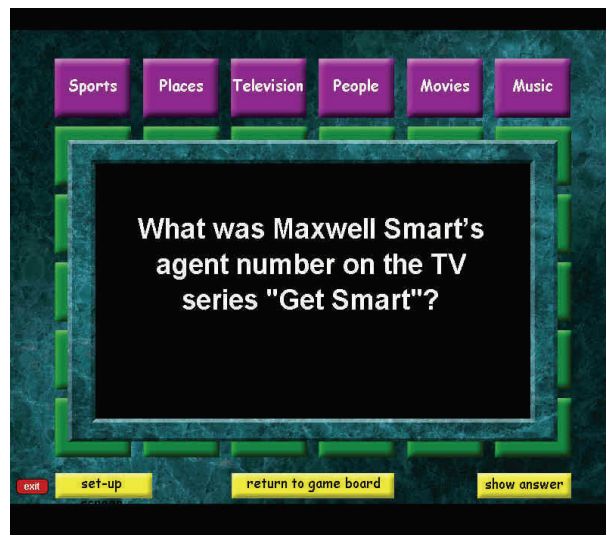 Sports Places Television People Movies Music
What was Maxwell Smart's
agent number on the TV
series "Get Smart"?
exit set-up return to game board show answer